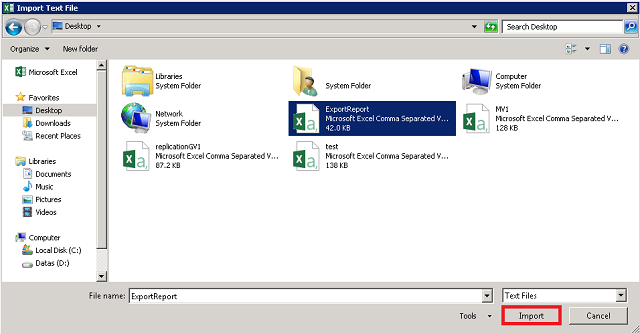 Import Text File
Desktop
Search Desktop
Organize
New folder
Microsoft Excel
Favorites
Desktop
Downloads
Recent Places
Libraries
Documents
Music
Pictures
Videos
Computer
Local Disk (C:)
Datas (D:)
Libraries
System Folder
System Folder
Computer
System Folder
Network
System Folder
ExportReport
Microsoft Excel Comma Separated V...
42.0 KB
MV1
Microsoft Excel Comma Separated V...
128 KB
replicationGV1
Microsoft Excel Comma Separated V...
87.2 KB
test
Microsoft Excel Comma Separated V...
138 KB
File name: ExportReport
Text Files
Tools
Import
Cancel